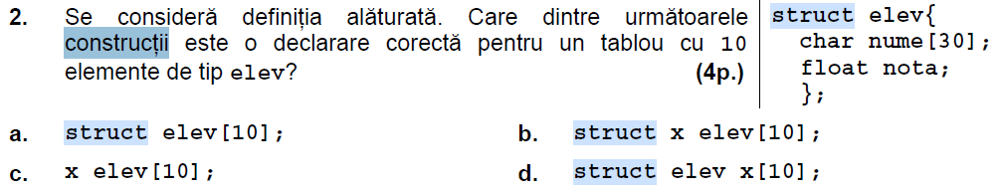 2. Se consideră definiția alăturată. Care dintre următoarele
construcții este o declarare corectă pentru un tablou cu 10
elemente de tip elev? (4p.)
struct elev{
char nume[30];
float nota;
};
a. struct elev[10]; b. struct x elev[10];
c. x elev[10]; d. struct elev x[10];